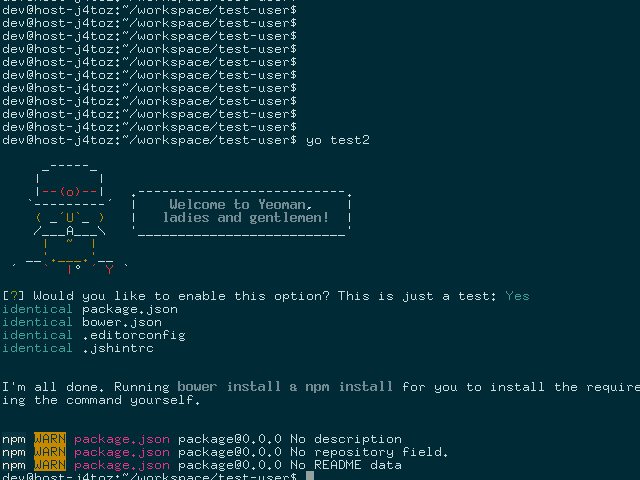 dev@host-j4toz:~/workspace/test-user$
dev@host-j4toz:~/workspace/test-user$
dev@host-j4toz:~/workspace/test-user$
dev@host-j4toz:~/workspace/test-user$
dev@host-j4toz:~/workspace/test-user$
dev@host-j4toz:~/workspace/test-user$
dev@host-j4toz:~/workspace/test-user$
dev@host-j4toz:~/workspace/test-user$
dev@host-j4toz:~/workspace/test-user$
dev@host-j4toz:~/workspace/test-user$
dev@host-j4toz:~/workspace/test-user$ yo test2
Welcome to Yeoman,
ladies and gentlemen!
[?] Would you like to enable this option? This is just a test: Yes
identical package.json
identical bower.json
identical .editorconfig
identical .jshintrc
I'm all done. Running bower install & npm install for you to install the require
ing the command yourself.
npm WARN package.json package@0.0.0 No description
npm WARN package.json package@0.0.0 No repository field.
npm WARN package.json package@0.0.0 No README data
dev@host-j4toz:~/workspace/test-user$